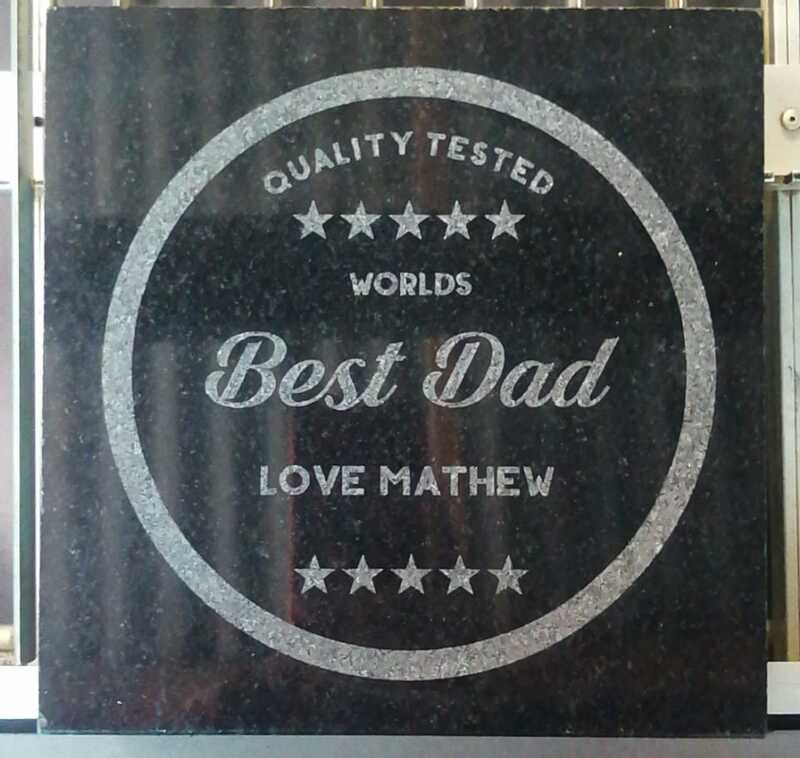 QUALITY TESTED
WORLDS
Best Dad
LOVE MATHEW